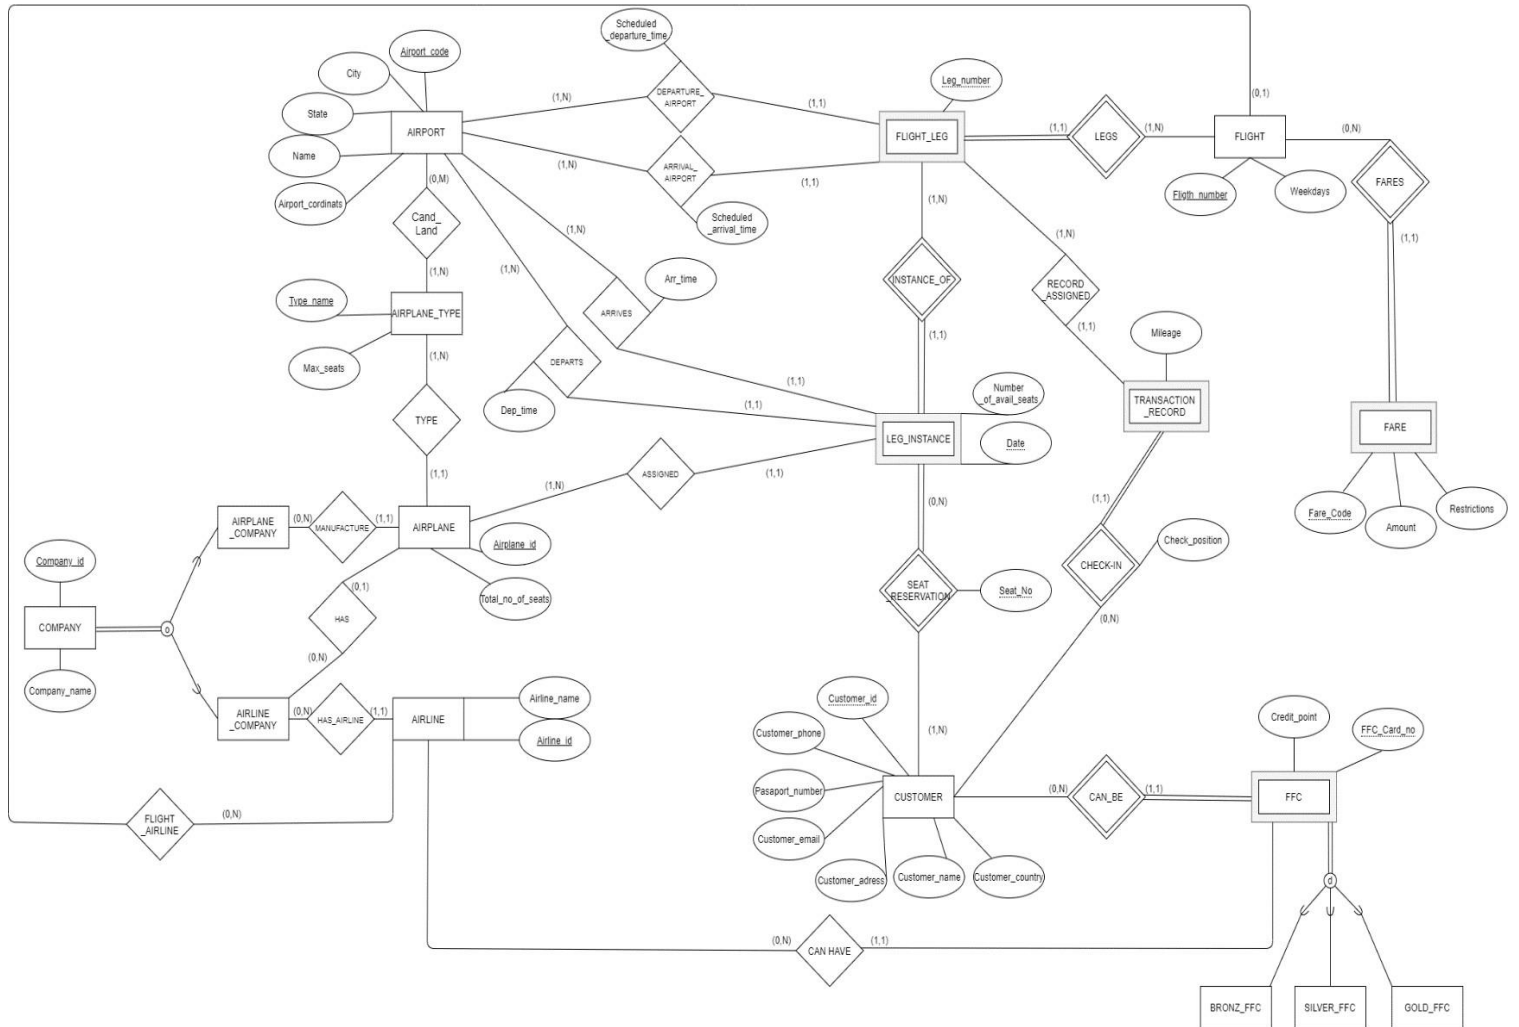 Scheduled
_departure_time
Airport_code
City
State
Name
Airport_cordinats
AIRPORT
(1,N)
DEPARTURE_
AIRPORT
(1,1)
(1,N)
ARRIVAL_
AIRPORT
(1,1)
Scheduled
_arrival_time
Leg_number
FLIGHT_LEG
(1,1)
LEGS
(1,N)
(0,1)
FLIGHT
(0,N)
Fligth_number
Weekdays
FARES
(1,1)
(0,M)
Cand_
Land
(1,N)
Type_name
AIRPLANE_TYPE
Max_seats
(1,N)
TYPE
(1,1)
(1,N)
ARRIVES
Arr_time
(1,1)
(1,N)
DEPARTS
Dep_time
(1,1)
(1,N)
INSTANCE_OF
(1,1)
(1,N)
RECORD
_ASSIGNED
(1,1)
Mileage
TRANSACTION
_RECORD
Number
_of_avail_seats
LEG_INSTANCE
Date
FARE
Fare_Code
Amount
Restrictions
(1,N)
ASSIGNED
(1,1)
AIRPLANE
_COMPANY
(0,N)
MANUFACTURE
(1,1)
AIRPLANE
Airplane_id
Total_no_of_seats
Company_id
COMPANY
Company_name
o
(0,1)
HAS
(0,N)
AIRLINE
_COMPANY
(0,N)
HAS_AIRLINE
(1,1)
AIRLINE
Airline_name
Airline_id
FLIGHT
_AIRLINE
(0,N)
(0,N)
SEAT
_RESERVATION
Seat_No
(1,N)
(1,1)
CHECK-IN
Check_position
(0,N)
Customer_id
Customer_phone
Pasaport_number
Customer_email
Customer_adress
Customer_name
Customer_country
CUSTOMER
(0,N)
CAN_BE
(1,1)
Credit_point
FFC_Card_no
FFC
d
(0,N)
CAN HAVE
(1,1)
BRONZ_FFC
SILVER_FFC
GOLD_FFC